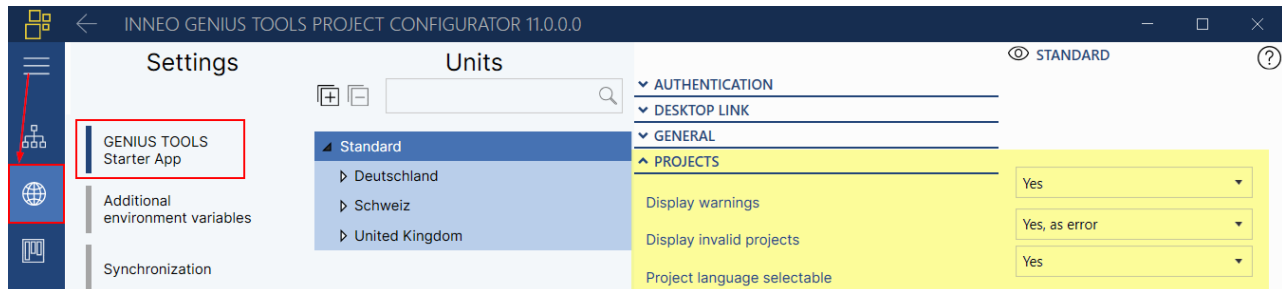 INNEO GENIUS TOOLS PROJECT CONFIGURATOR 11.0.0.0
Settings
GENIUS TOOLS
Starter App
Additional
environment variables
Synchronization
Units
Standard
Deutschland
Schweiz
United Kingdom
STANDARD
AUTHENTICATION
DESKTOP LINK
GENERAL
PROJECTS
Display warnings
Yes
Display invalid projects
Yes, as error
Project language selectable
Yes